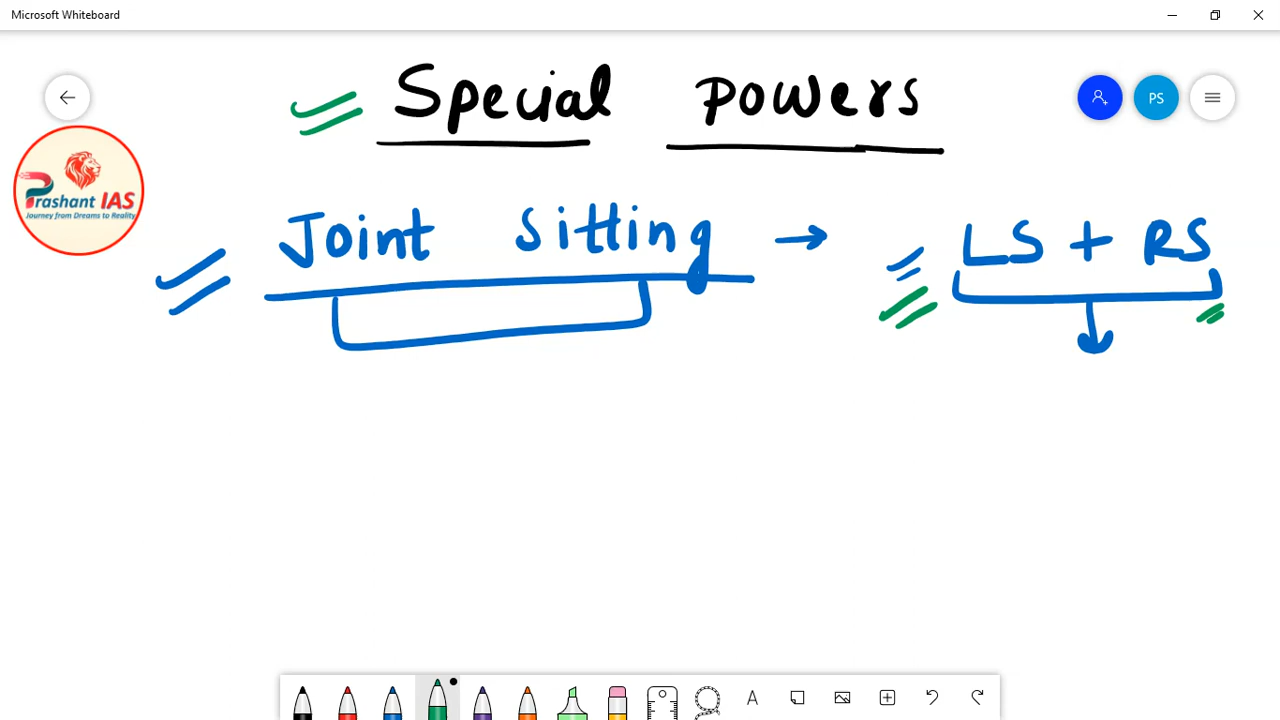 Microsoft Whiteboard
Special powers
PS
Prashant IAS
Journey from Dreams to Reality
Joint sitting → LS + RS
A